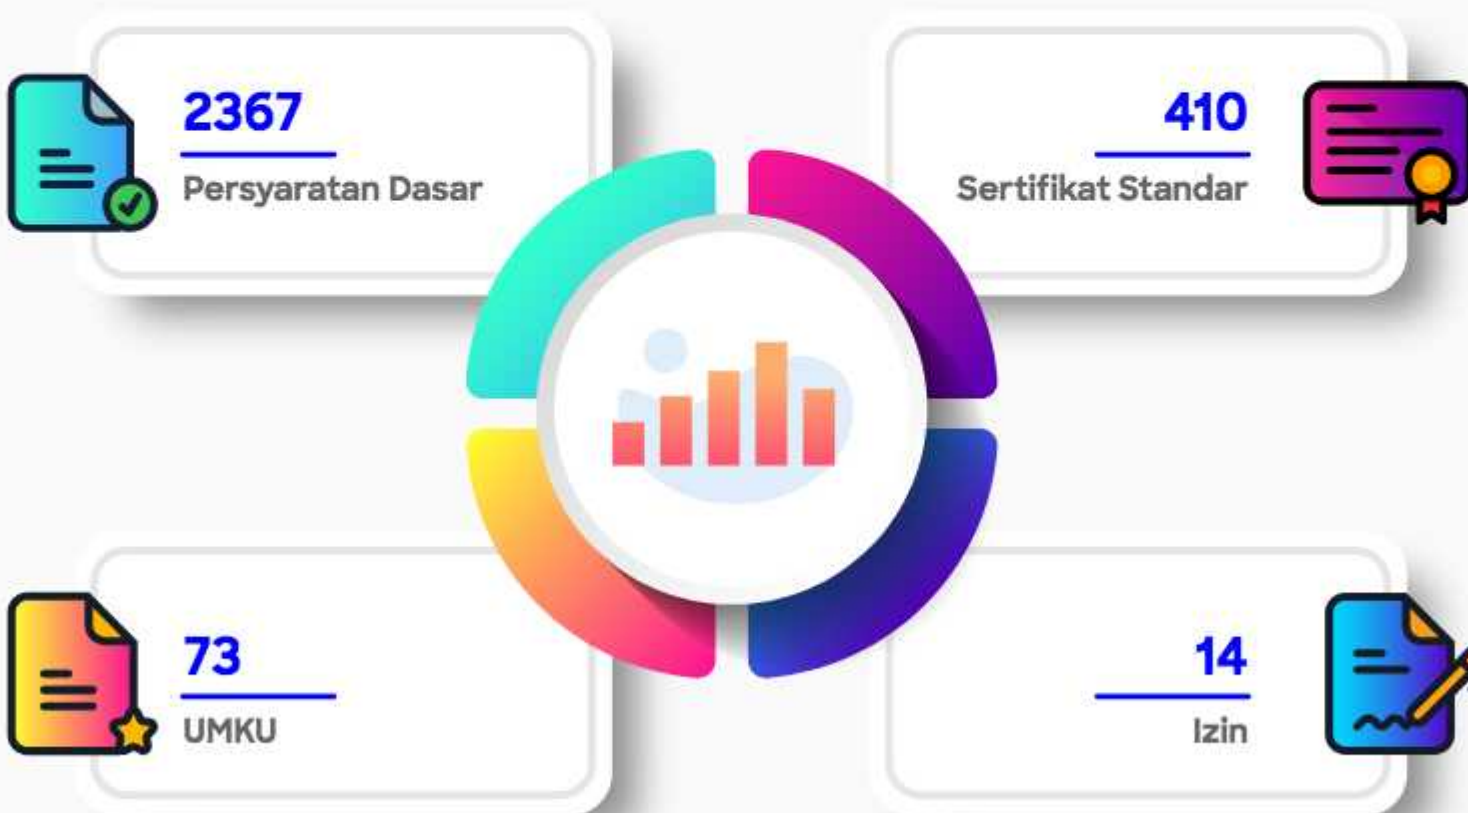 2367
Persyaratan Dasar
410
Sertifikat Standar
73
UMKU
14
Izin